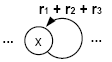 r₁ + r₂ + r₃
... x ...